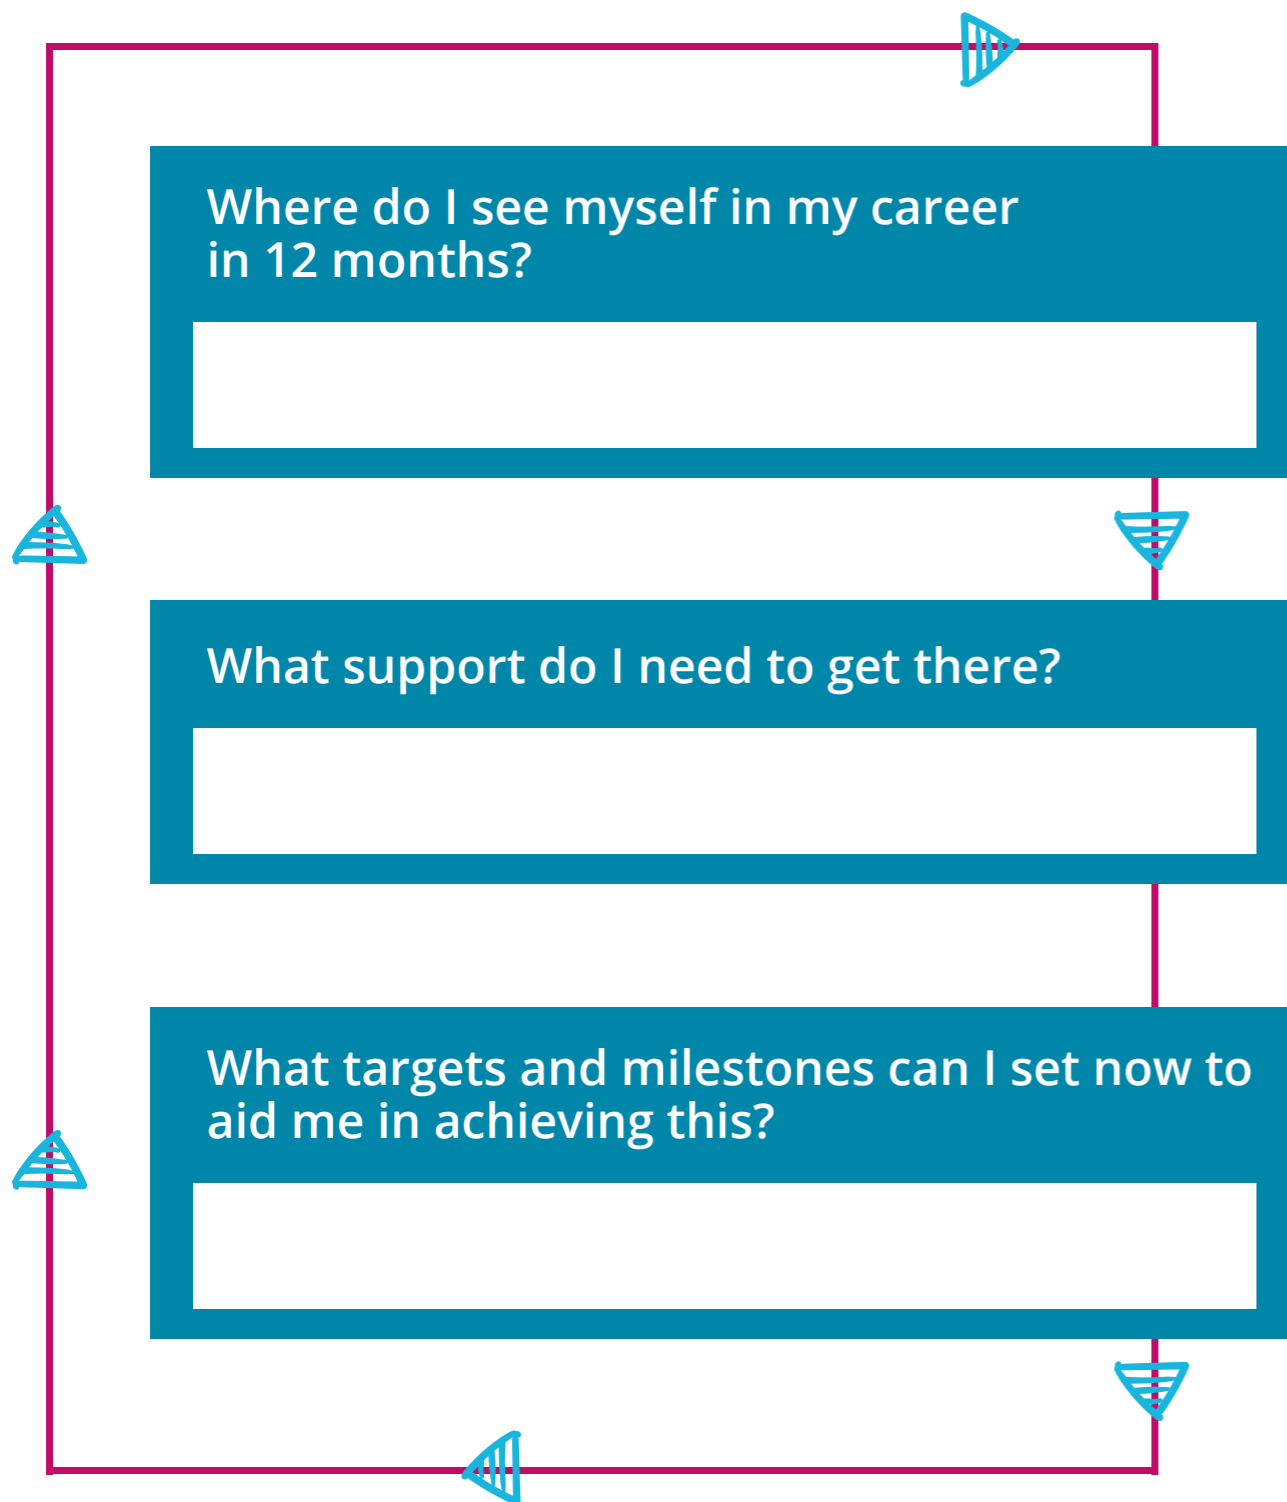 Where do I see myself in my career
in 12 months?
What support do I need to get there?
What targets and milestones can I set now to
aid me in achieving this?